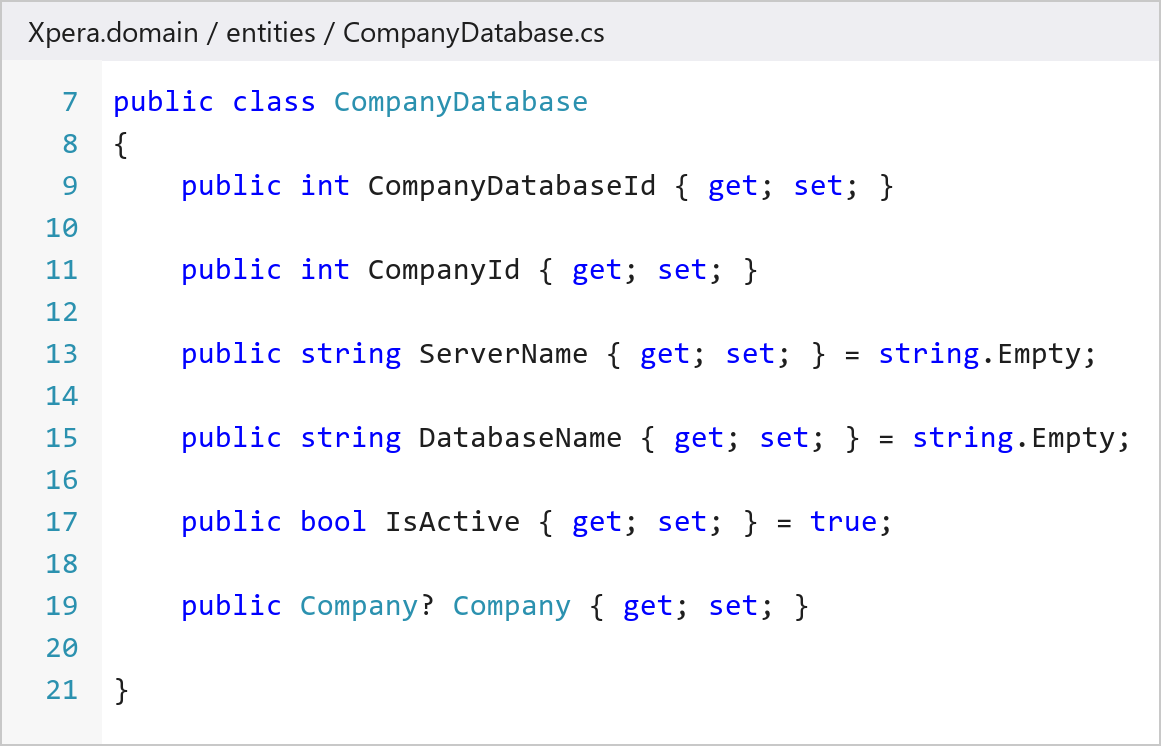 Xpera.domain / entities / CompanyDatabase.cs
7 public class CompanyDatabase
8 {
9     public int CompanyDatabaseId { get; set; }
10
11     public int CompanyId { get; set; }
12
13     public string ServerName { get; set; } = string.Empty;
14
15     public string DatabaseName { get; set; } = string.Empty;
16
17     public bool IsActive { get; set; } = true;
18
19     public Company? Company { get; set; }
20
21 }